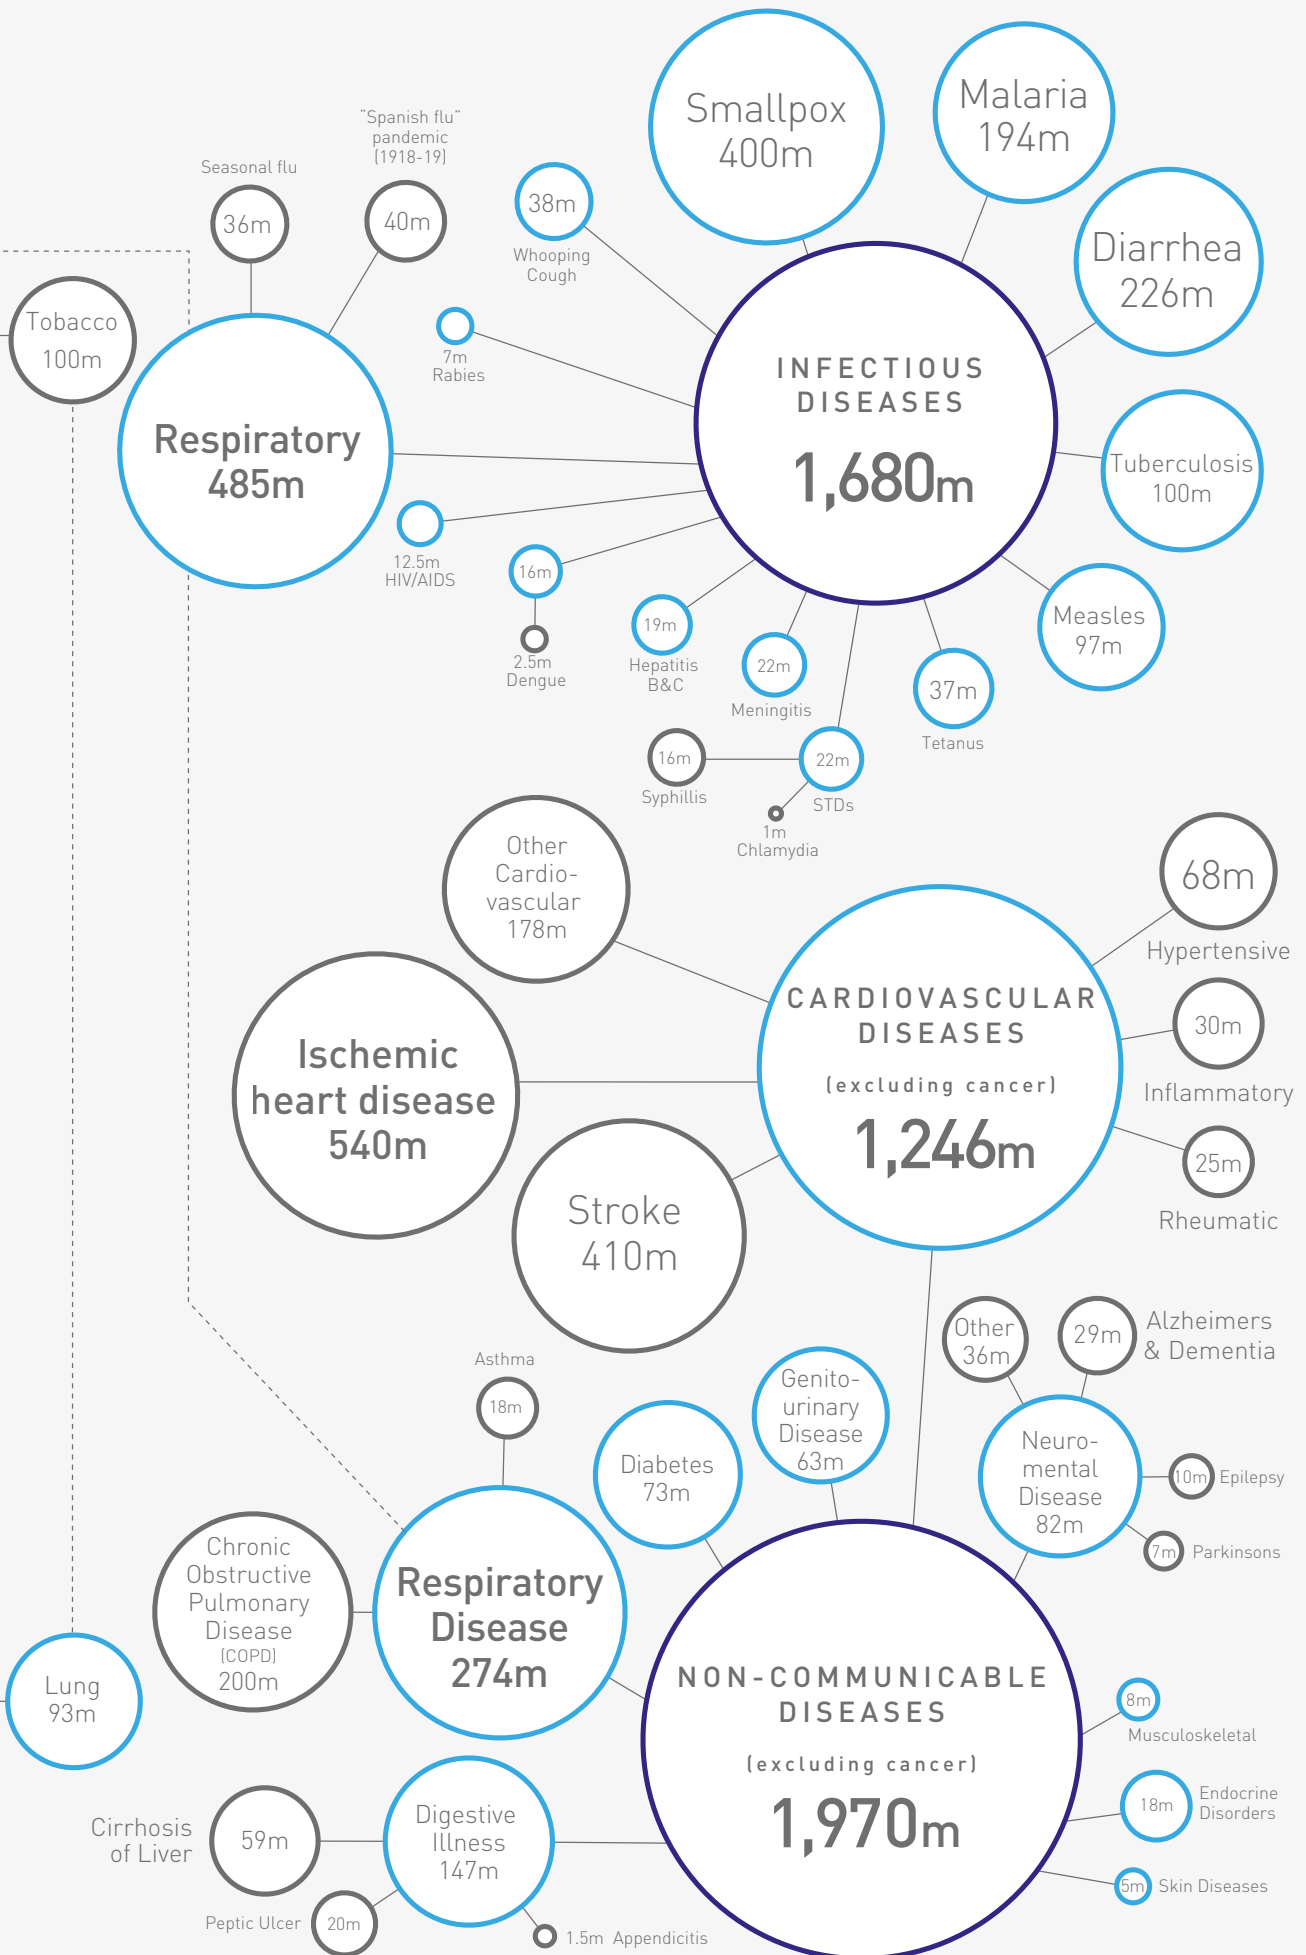 Smallpox
400m
Malaria
194m
"Spanish flu"
pandemic
(1918-19)
40m
Seasonal flu
36m
38m
Whooping
Cough
Diarrhea
226m
Tobacco
100m
7m
Rabies
INFECTIOUS
DISEASES
1,680m
Respiratory
485m
Tuberculosis
100m
12.5m
HIV/AIDS
16m
2.5m
Dengue
19m
Hepatitis
B&C
22m
Meningitis
37m
Tetanus
Measles
97m
16m
Syphillis
22m
STDs
1m
Chlamydia
Other
Cardio-
vascular
178m
68m
Hypertensive
CARDIOVASCULAR
DISEASES
(excluding cancer)
1,246m
30m
Inflammatory
Ischemic
heart disease
540m
25m
Rheumatic
Stroke
410m
Other
36m
29m
Alzheimers
& Dementia
Asthma
18m
Genito-
urinary
Disease
63m
Diabetes
73m
Neuro-
mental
Disease
82m
10m
Epilepsy
7m
Parkinsons
Chronic
Obstructive
Pulmonary
Disease
(COPD)
200m
Respiratory
Disease
274m
Lung
93m
NON-COMMUNICABLE
DISEASES
(excluding cancer)
1,970m
8m
Musculoskeletal
18m
Endocrine
Disorders
5m
Skin Diseases
Cirrhosis
of Liver
59m
Digestive
Illness
147m
Peptic Ulcer
20m
1.5m Appendicitis